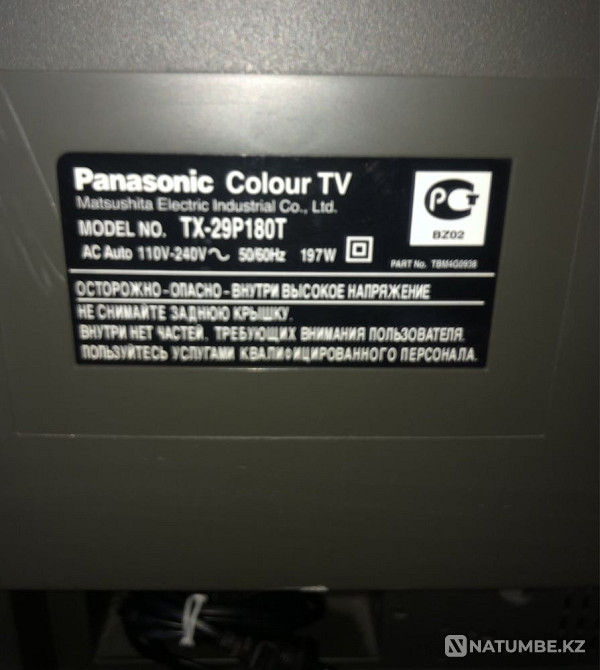 Panasonic Colour TV
Matsushita Electric Industrial Co., Ltd.
MODEL NO. TX-29P180T
AC Auto 110V-240V~ 50/60Hz 197W
PCT
BZ02
PART No. TBM4G0936
ОСТОРОЖНО-ОПАСНО-ВНУТРИ ВЫСОКОЕ НАПРЯЖЕНИЕ
НЕ СНИМАЙТЕ ЗАДНЮЮ КРЫШКУ.
ВНУТРИ НЕТ ЧАСТЕЙ, ТРЕБУЮЩИХ ВНИМАНИЯ ПОЛЬЗОВАТЕЛЯ.
ПОЛЬЗУЙТЕСЬ УСЛУГАМИ КВАЛИФИЦИРОВАННОГО ПЕРСОНАЛА.
NATUMBE.KZ